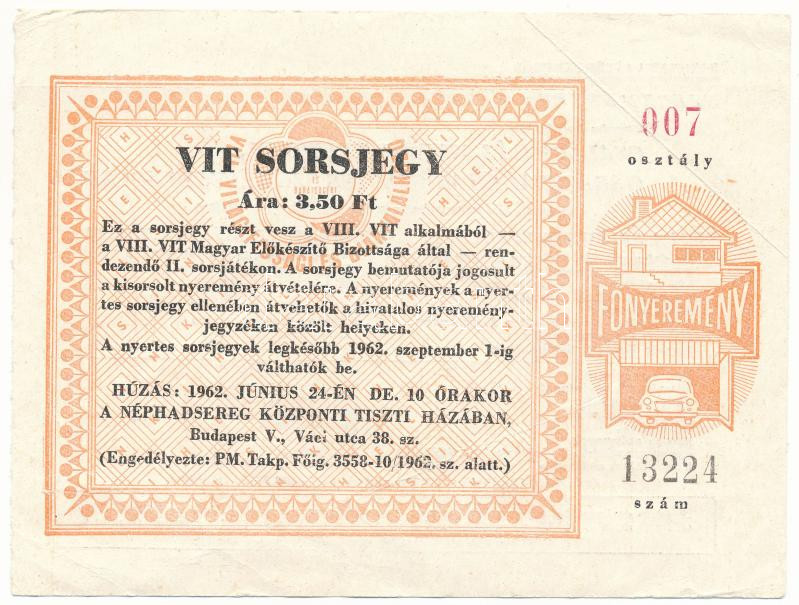 VIT SORSJEGY
Ára: 3,50 Ft
Ez a sorsjegy részt vesz a VIII. VIT alkalmából —
a VIII. VIT Magyar Előkészítő Bizottsága által — ren-
dezendő II. sorsjátékon. A sorsjegy bemutatója jogosult
a kisorsolt nyeremény átvételére. A nyeremények a nyer-
tes sorsjegy ellenében átvehetők a hivatalos nyeremény-
jegyzéken közölt helyeken.
A nyertes sorsjegyek legkésőbb 1962. szeptember 1-ig
válthatók be.
HÚZÁS: 1962. JÚNIUS 24-ÉN DE. 10 ÓRAKOR
A NÉPHADSEREG KÖZPONTI TISZTI HÁZÁBAN,
Budapest V., Váci utca 38. sz.
(Engedélyezte: PM. Takp. Főig. 3558-10/1962. sz. alatt.)
007
osztály
FŐNYEREMÉNY
13224
szám